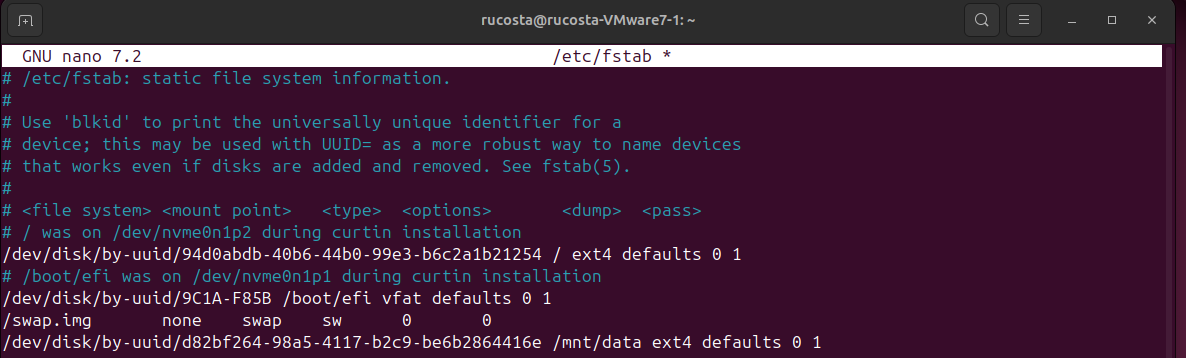 rucosta@rucosta-VMware7-1: ~
GNU nano 7.2 /etc/fstab *
# /etc/fstab: static file system information.
#
# Use 'blkid' to print the universally unique identifier for a
# device; this may be used with UUID= as a more robust way to name devices
# that works even if disks are added and removed. See fstab(5).
#
# <file system> <mount point>   <type>  <options>       <dump>  <pass>
# / was on /dev/nvme0n1p2 during curtin installation
/dev/disk/by-uuid/94d0abdb-40b6-44b0-99e3-b6c2a1b21254 / ext4 defaults 0 1
# /boot/efi was on /dev/nvme0n1p1 during curtin installation
/dev/disk/by-uuid/9C1A-F85B /boot/efi vfat defaults 0 1
/swap.img       none    swap    sw      0       0
/dev/disk/by-uuid/d82bf264-98a5-4117-b2c9-be6b2864416e /mnt/data ext4 defaults 0 1